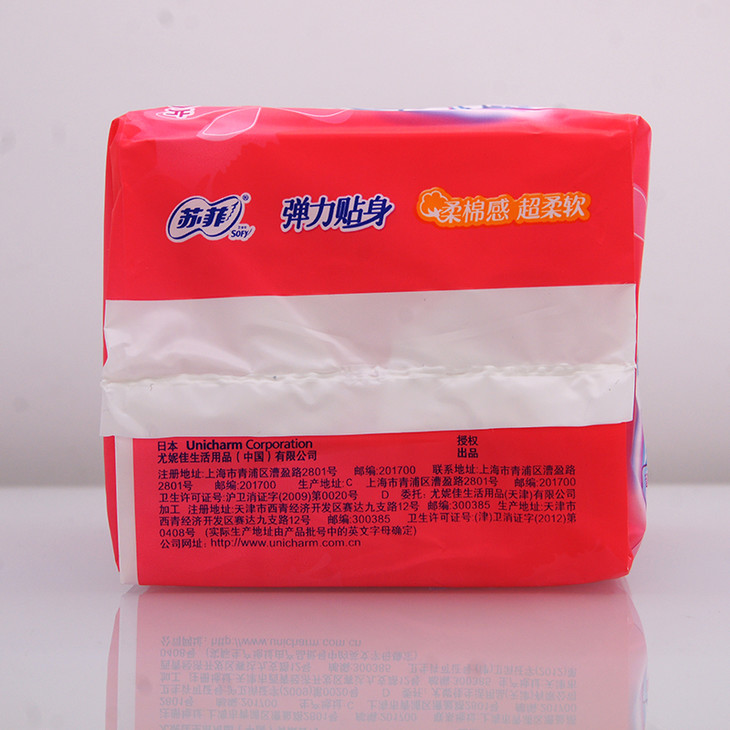 苏菲® 弹力贴身 柔棉感 超柔软
SOFY
日本 Unicharm Corporation 授权
尤妮佳生活用品（中国）有限公司 出品
注册地址:上海市青浦区漕盈路2801号 邮编:201700 联系地址:上海市青浦区漕盈路
2801号 邮编:201700 生产地址:C 上海市青浦区漕盈路2801号 邮编:201700
卫生许可证号:沪卫消证字(2009)第0020号 D 委托: 尤妮佳生活用品(天津)有限公司
加工 注册地址:天津市西青经济开发区赛达九支路12号 邮编:300385 生产地址:天津市
西青经济开发区赛达九支路12号 邮编:300385 卫生许可证号:(津)卫消证字(2012)第
0408号 (实际生产地址由产品批号中的英文字母确定)
公司网址: http://www.unicharm.com.cn